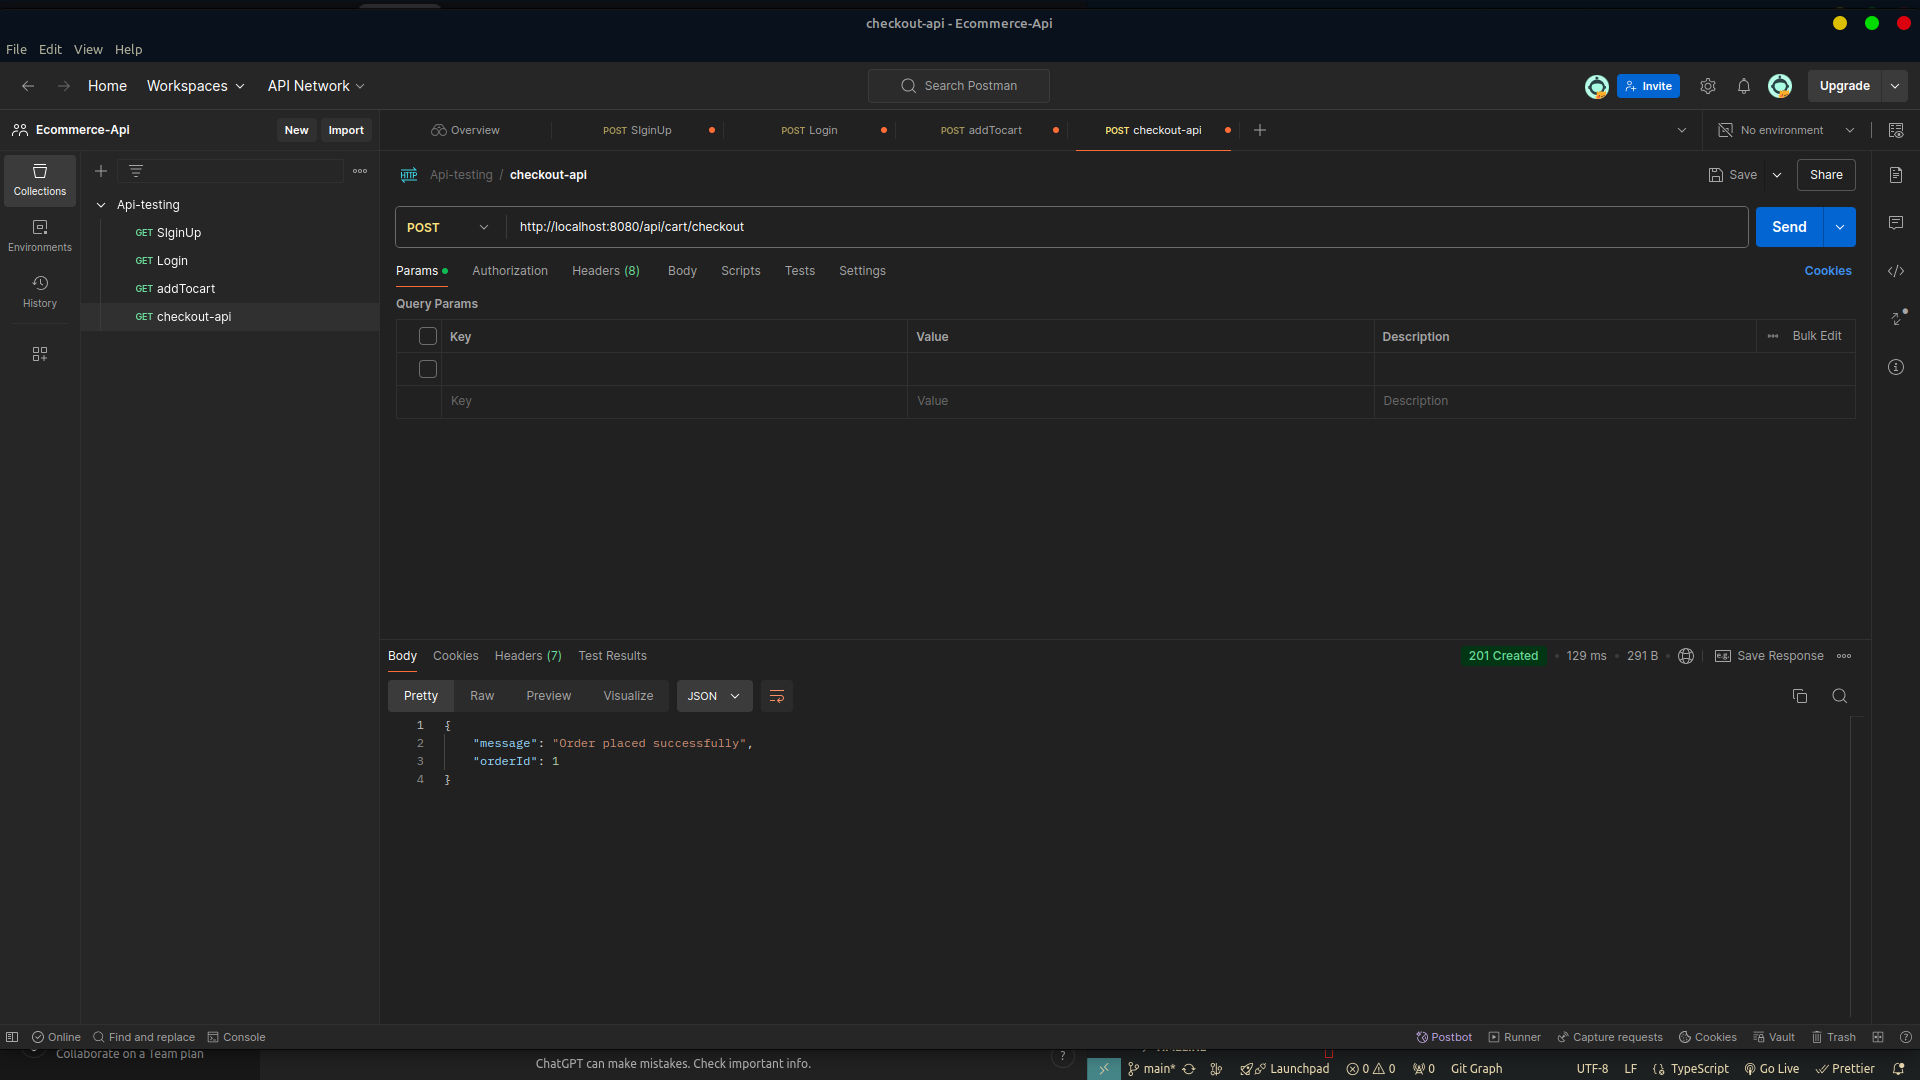 checkout-api - Ecommerce-Api
File Edit View Help
Home Workspaces API Network Search Postman Invite Upgrade
Ecommerce-Api New Import Overview POST SIginUp POST Login POST addTocart POST checkout-api No environment
Collections
Environments
History
Api-testing
GET SIginUp
GET Login
GET addTocart
GET checkout-api
HTTP Api-testing / checkout-api Save Share
POST http://localhost:8080/api/cart/checkout Send
Params Authorization Headers (8) Body Scripts Tests Settings Cookies
Query Params
Key Value Description Bulk Edit
Key Value Description
Body Cookies Headers (7) Test Results 201 Created 129 ms 291 B e.g. Save Response
Pretty Raw Preview Visualize JSON
1 {
2 "message": "Order placed successfully",
3 "orderId": 1
4 }
Online Find and replace Console Postbot Runner Capture requests Cookies Vault Trash
Collaborate on a Team plan
ChatGPT can make mistakes. Check important info. ?
main* Launchpad 0 0 0 Git Graph UTF-8 LF TypeScript Go Live Prettier